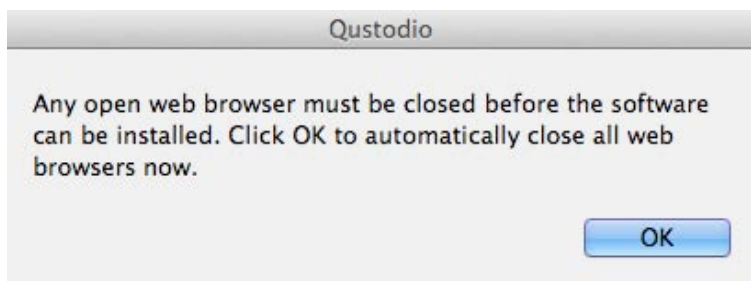 Qustodio
Any open web browser must be closed before the software
can be installed. Click OK to automatically close all web
browsers now.
OK